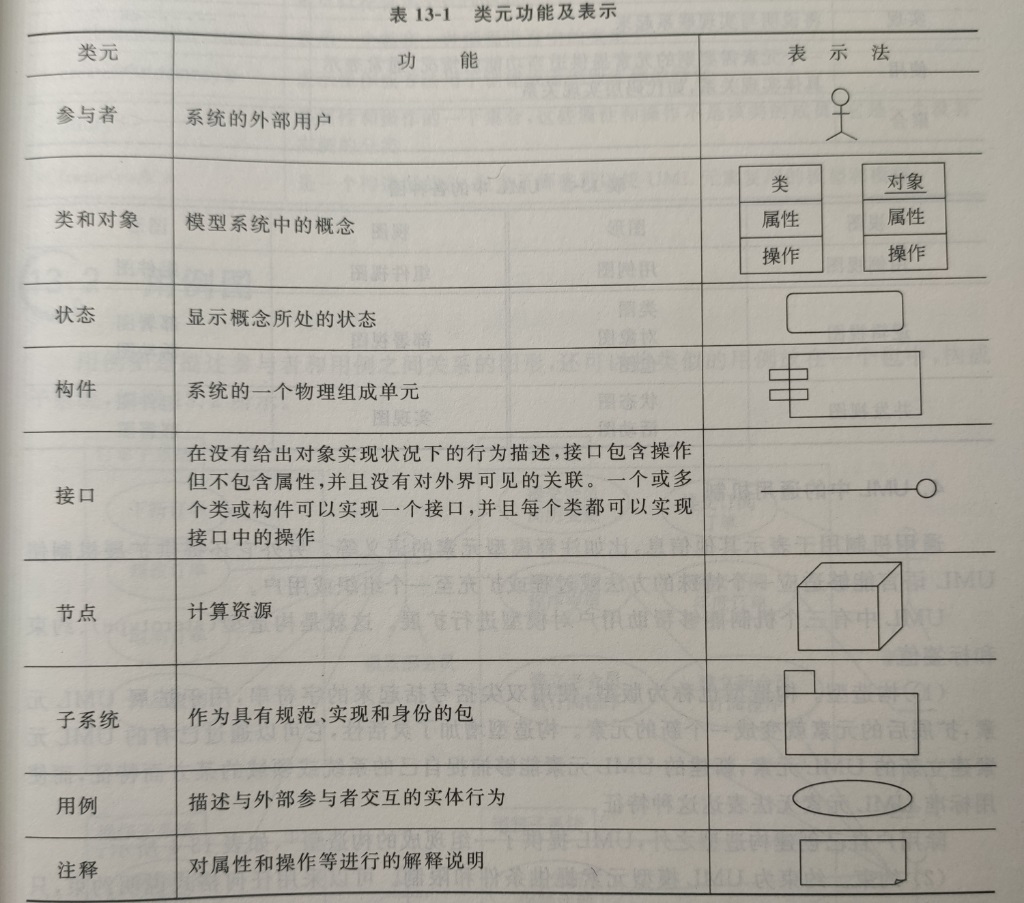 表 13-1 类元功能及表示
类元 功能 表示法
参与者 系统的外部用户
类和对象 模型系统中的概念
类 对象
属性 属性
操作 操作
状态 显示概念所处的状态
构件 系统的一个物理组成单元
接口
在没有给出对象实现状况下的行为描述,接口包含操作
但不包含属性,并且没有对外界可见的关联。一个或多
个类或构件可以实现一个接口,并且每个类都可以实现
接口中的操作
节点 计算资源
子系统 作为具有规范、实现和身份的包
用例 描述与外部参与者交互的实体行为
注释 对属性和操作等进行的解释说明